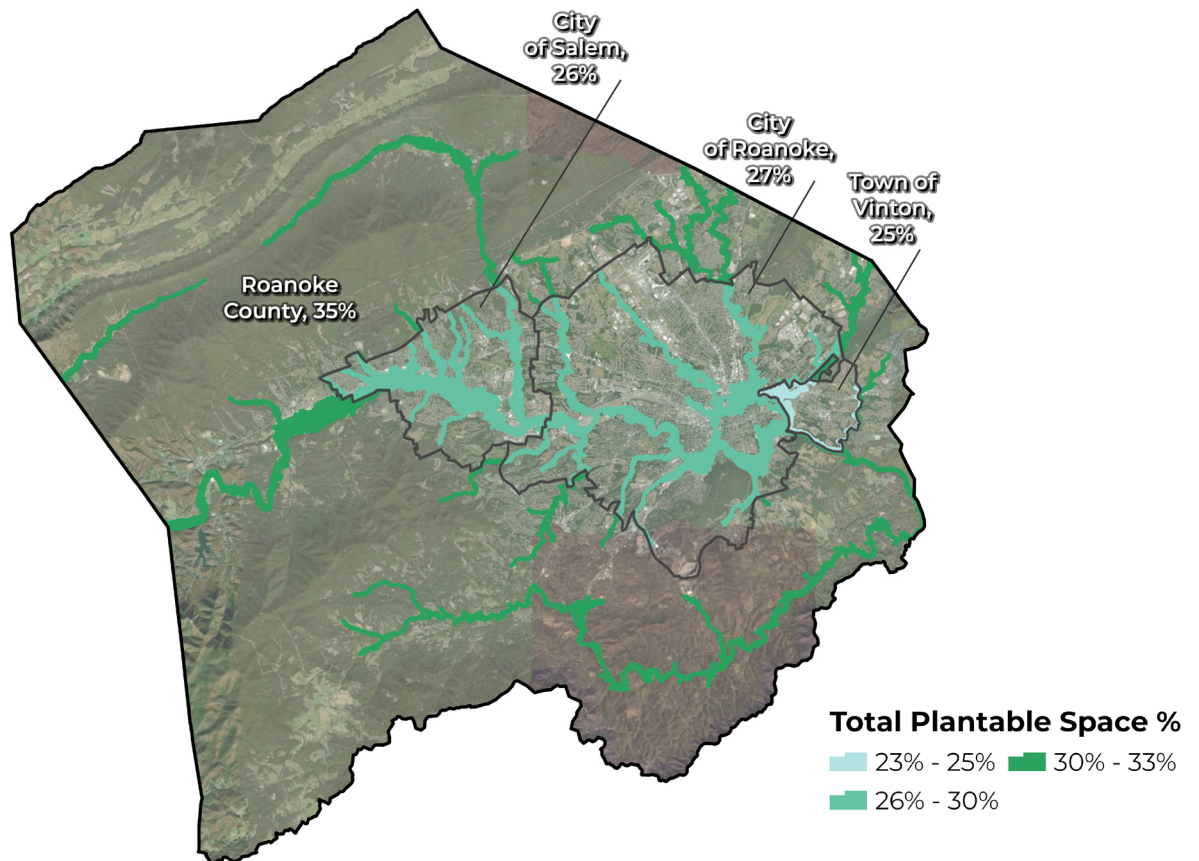 City
of Salem,
26%
City
of Roanoke,
27%
Town of
Vinton,
25%
Roanoke
County, 35%
Total Plantable Space %
23% - 25%
30% - 33%
26% - 30%